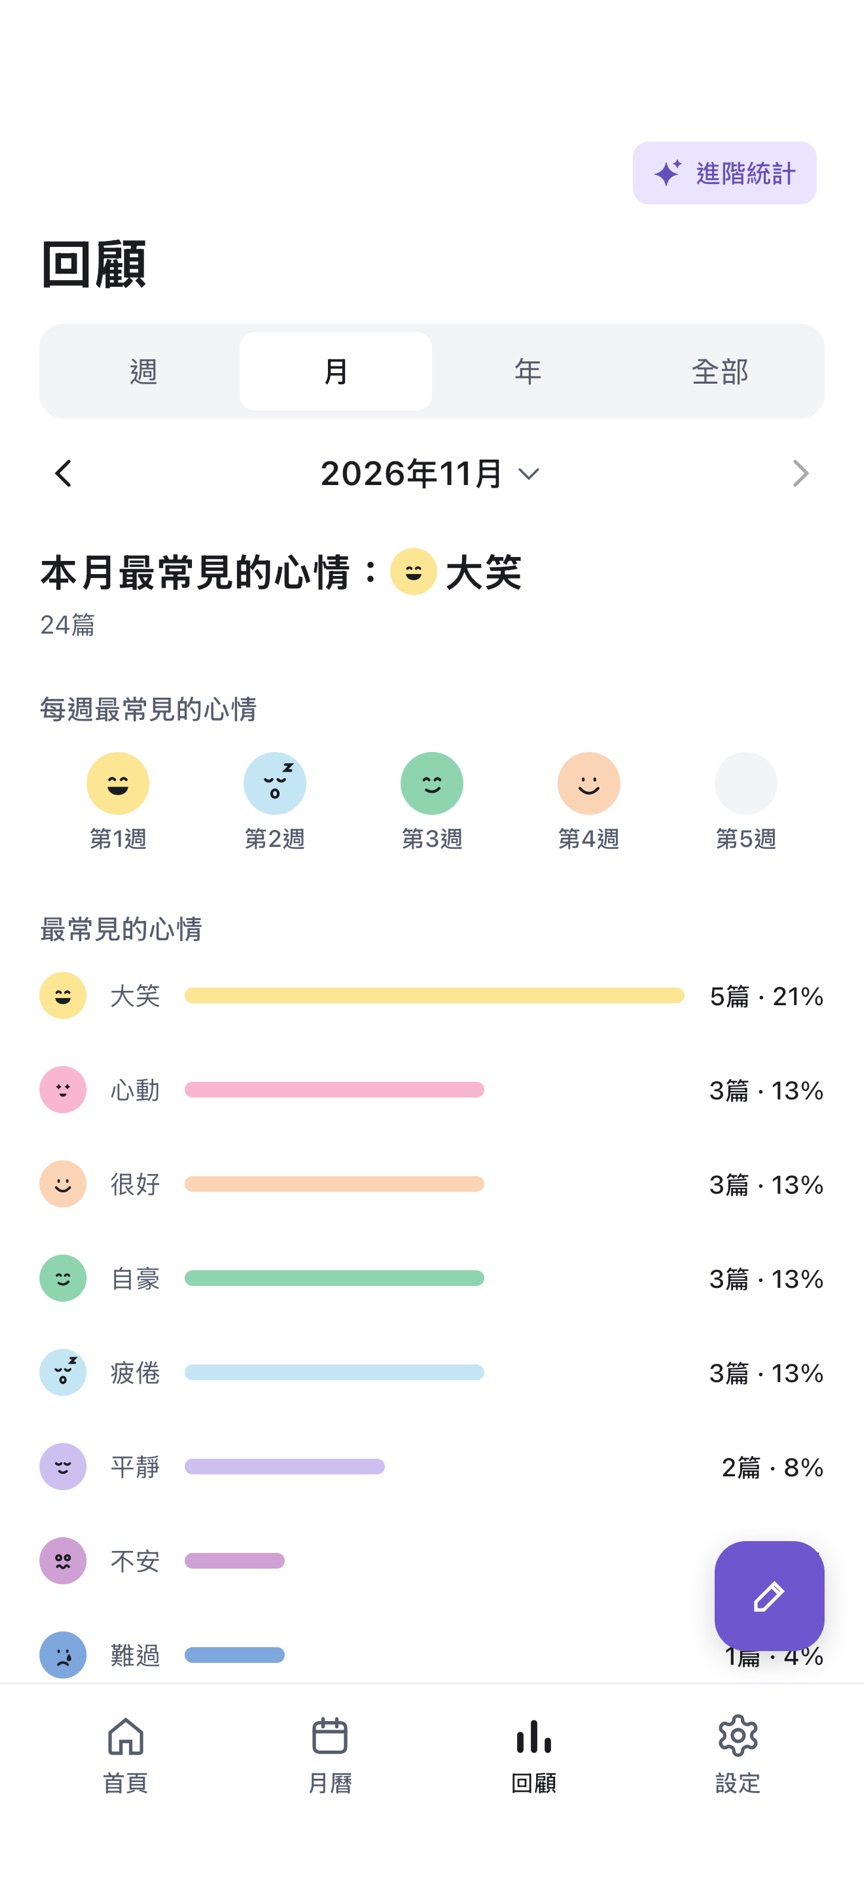 進階統計
回顧
週 月 年 全部
2026年11月
本月最常見的心情：大笑
24篇
每週最常見的心情
第1週 第2週 第3週 第4週 第5週
最常見的心情
大笑 5篇 · 21%
心動 3篇 · 13%
很好 3篇 · 13%
自豪 3篇 · 13%
疲倦 3篇 · 13%
平靜 2篇 · 8%
不安
難過 1篇 · 4%
首頁 月曆 回顧 設定